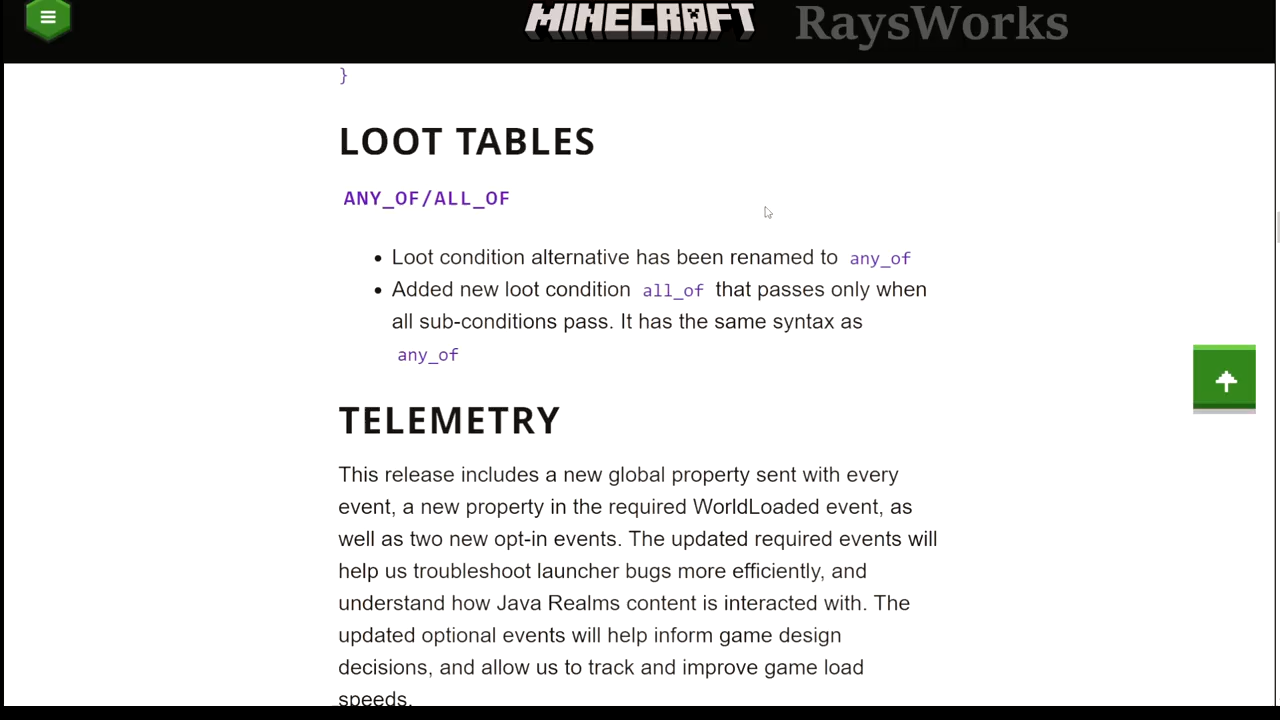 MINECRAFT
RaysWorks
}
LOOT TABLES
ANY_OF/ALL_OF
• Loot condition alternative has been renamed to any_of
• Added new loot condition all_of that passes only when
all sub-conditions pass. It has the same syntax as
any_of
TELEMETRY
This release includes a new global property sent with every
event, a new property in the required WorldLoaded event, as
well as two new opt-in events. The updated required events will
help us troubleshoot launcher bugs more efficiently, and
understand how Java Realms content is interacted with. The
updated optional events will help inform game design
decisions, and allow us to track and improve game load
speeds.